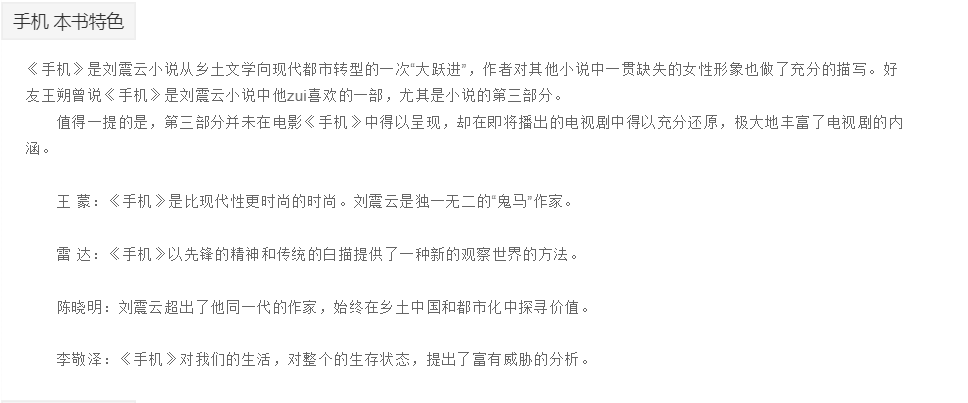 手机 本书特色
《手机》是刘震云小说从乡土文学向现代都市转型的一次“大跃进”，作者对其他小说中一贯缺失的女性形象也做了充分的描写。好
友王朔曾说《手机》是刘震云小说中他zui喜欢的一部，尤其是小说的第三部分。
值得一提的是，第三部分并未在电影《手机》中得以呈现，却在即将播出的电视剧中得以充分还原，极大地丰富了电视剧的内
涵。
王 蒙：《手机》是比现代性更时尚的时尚。刘震云是独一无二的“鬼马”作家。
雷 达：《手机》以先锋的精神和传统的白描提供了一种新的观察世界的方法。
陈晓明：刘震云超出了他同一代的作家，始终在乡土中国和都市化中探寻价值。
李敬泽：《手机》对我们的生活，对整个的生存状态，提出了富有威胁的分析。